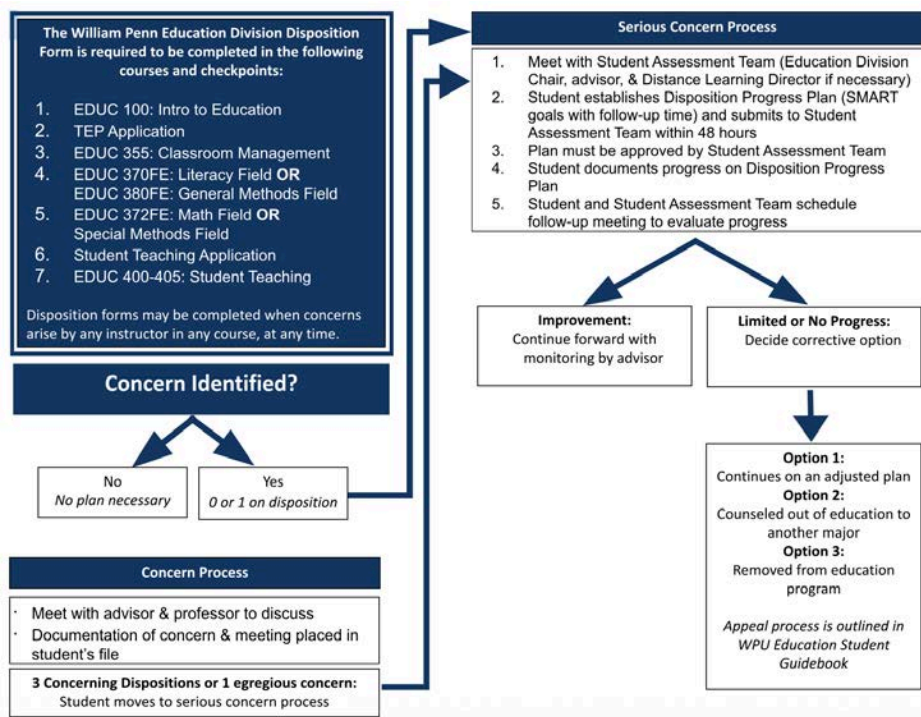 The William Penn Education Division Disposition
Form is required to be completed in the following
courses and checkpoints:
1. EDUC 100: Intro to Education
2. TEP Application
3. EDUC 355: Classroom Management
4. EDUC 370FE: Literacy Field OR
EDUC 380FE: General Methods Field
5. EDUC 372FE: Math Field OR
Special Methods Field
6. Student Teaching Application
7. EDUC 400-405: Student Teaching
Disposition forms may be completed when concerns
arise by any instructor in any course, at any time.
Concern Identified?
No
No plan necessary
Yes
0 or 1 on disposition
Concern Process
· Meet with advisor & professor to discuss
· Documentation of concern & meeting placed in
student's file
3 Concerning Dispositions or 1 egregious concern:
Student moves to serious concern process
Serious Concern Process
1. Meet with Student Assessment Team (Education Division
Chair, advisor, & Distance Learning Director if necessary)
2. Student establishes Disposition Progress Plan (SMART
goals with follow-up time) and submits to Student
Assessment Team within 48 hours
3. Plan must be approved by Student Assessment Team
4. Student documents progress on Disposition Progress
Plan
5. Student and Student Assessment Team schedule
follow-up meeting to evaluate progress
Improvement:
Continue forward with
monitoring by advisor
Limited or No Progress:
Decide corrective option
Option 1:
Continues on an adjusted plan
Option 2:
Counseled out of education to
another major
Option 3:
Removed from education
program
Appeal process is outlined in
WPU Education Student
Guidebook